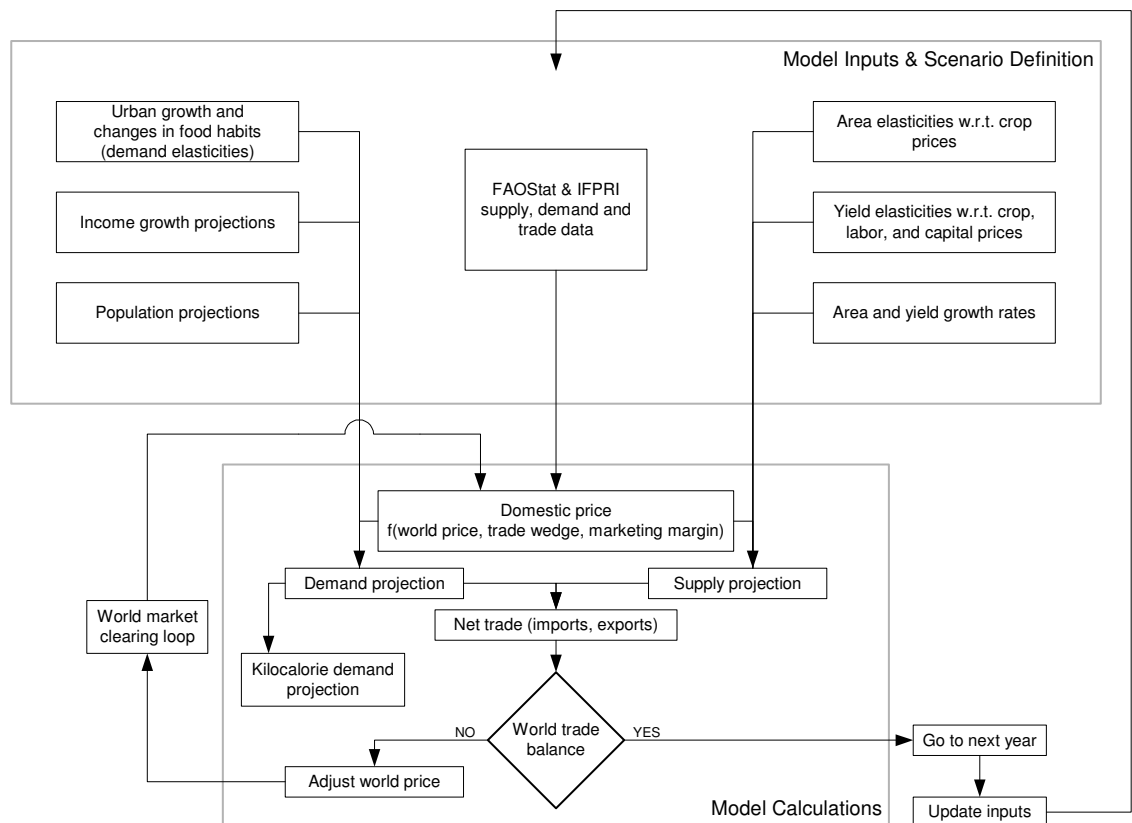 Model Inputs & Scenario Definition
Urban growth and
changes in food habits
(demand elasticities)
Income growth projections
Population projections
FAOStat & IFPRI
supply, demand and
trade data
Area elasticities w.r.t. crop
prices
Yield elasticities w.r.t. crop,
labor, and capital prices
Area and yield growth rates
Domestic price
f(world price, trade wedge, marketing margin)
Demand projection
Supply projection
World market
clearing loop
Net trade (imports, exports)
Kilocalorie demand
projection
World trade
balance
NO
YES
Adjust world price
Go to next year
Update inputs
Model Calculations